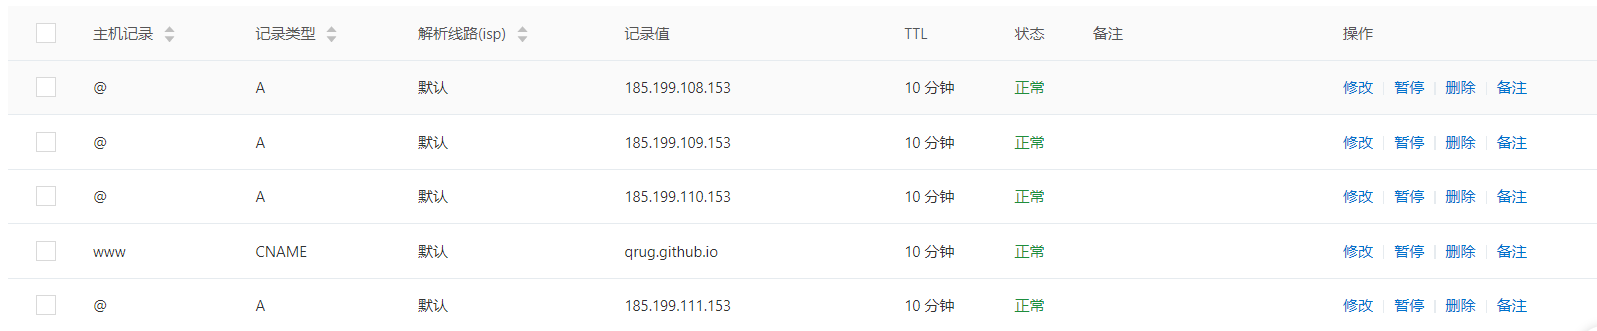 主机记录 记录类型 解析线路(isp) 记录值 TTL 状态 备注 操作
@ A 默认 185.199.108.153 10 分钟 正常 修改 暂停 删除 备注
@ A 默认 185.199.109.153 10 分钟 正常 修改 暂停 删除 备注
@ A 默认 185.199.110.153 10 分钟 正常 修改 暂停 删除 备注
www CNAME 默认 qrug.github.io 10 分钟 正常 修改 暂停 删除 备注
@ A 默认 185.199.111.153 10 分钟 正常 修改 暂停 删除 备注